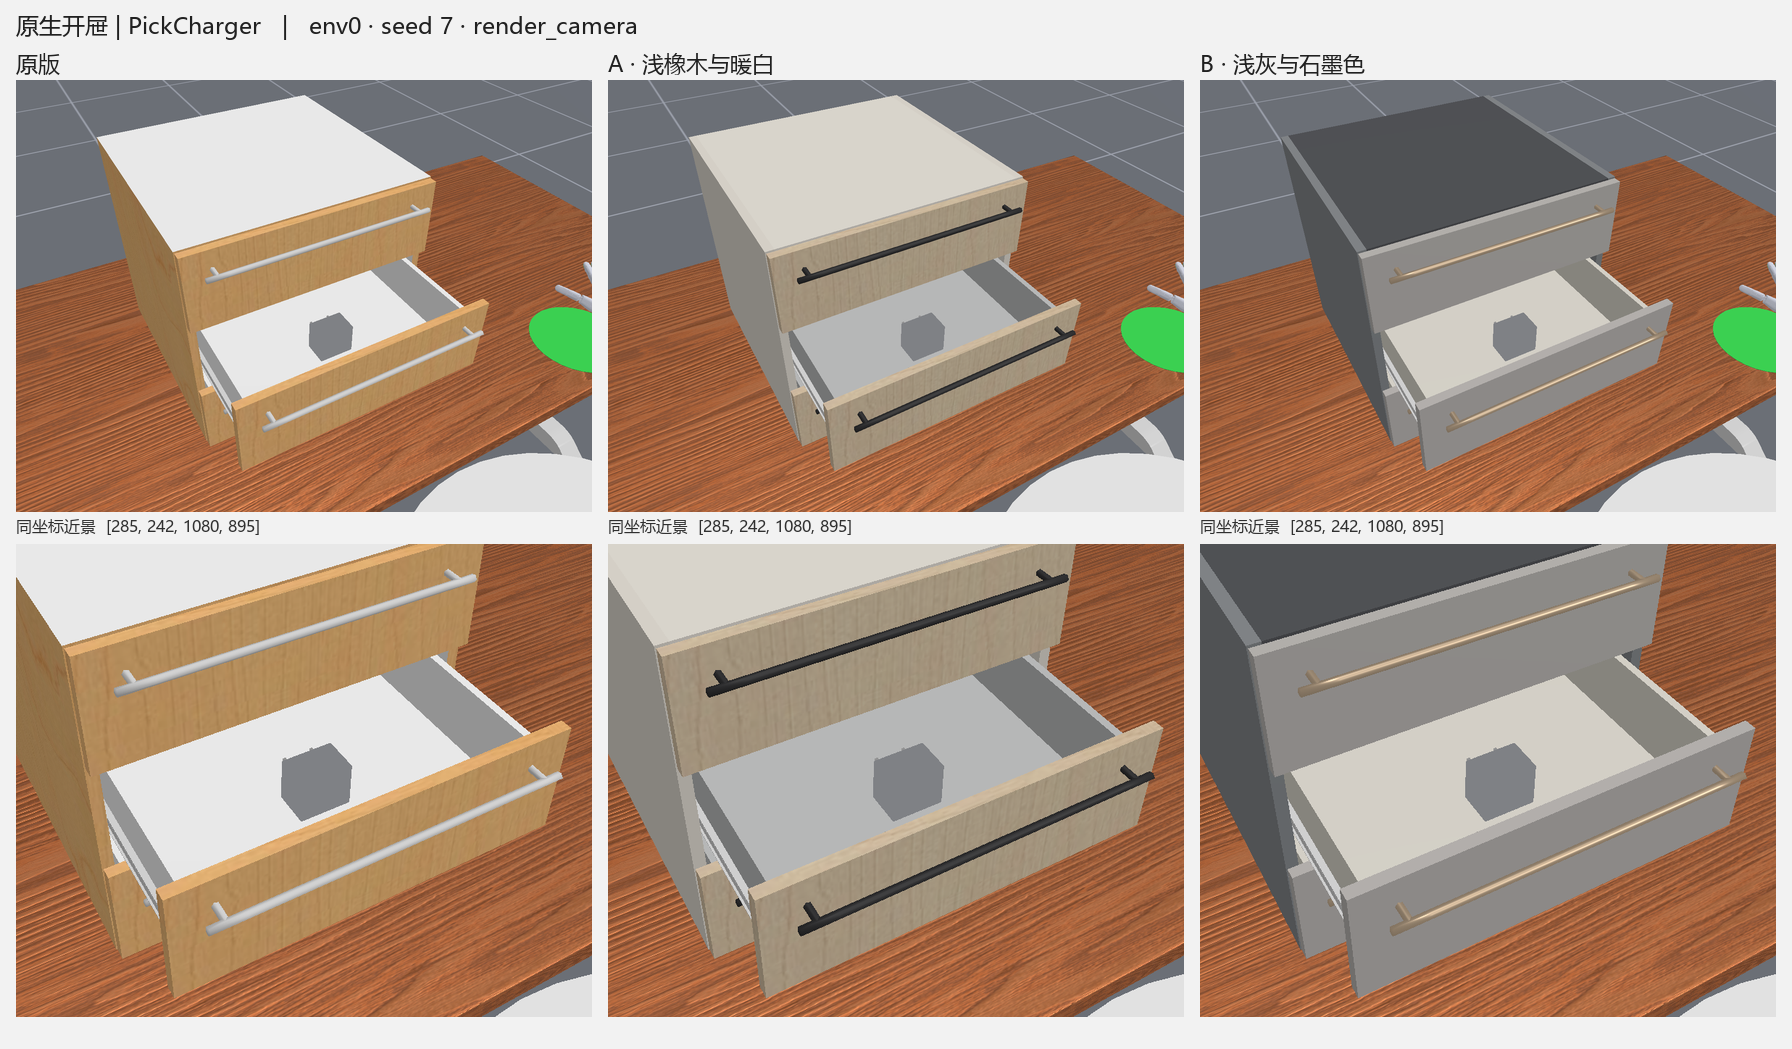 原生开屉 | PickCharger | env0 · seed 7 · render_camera
原版
A · 浅橡木与暖白
B · 浅灰与石墨色
同坐标近景 [285, 242, 1080, 895]
同坐标近景 [285, 242, 1080, 895]
同坐标近景 [285, 242, 1080, 895]